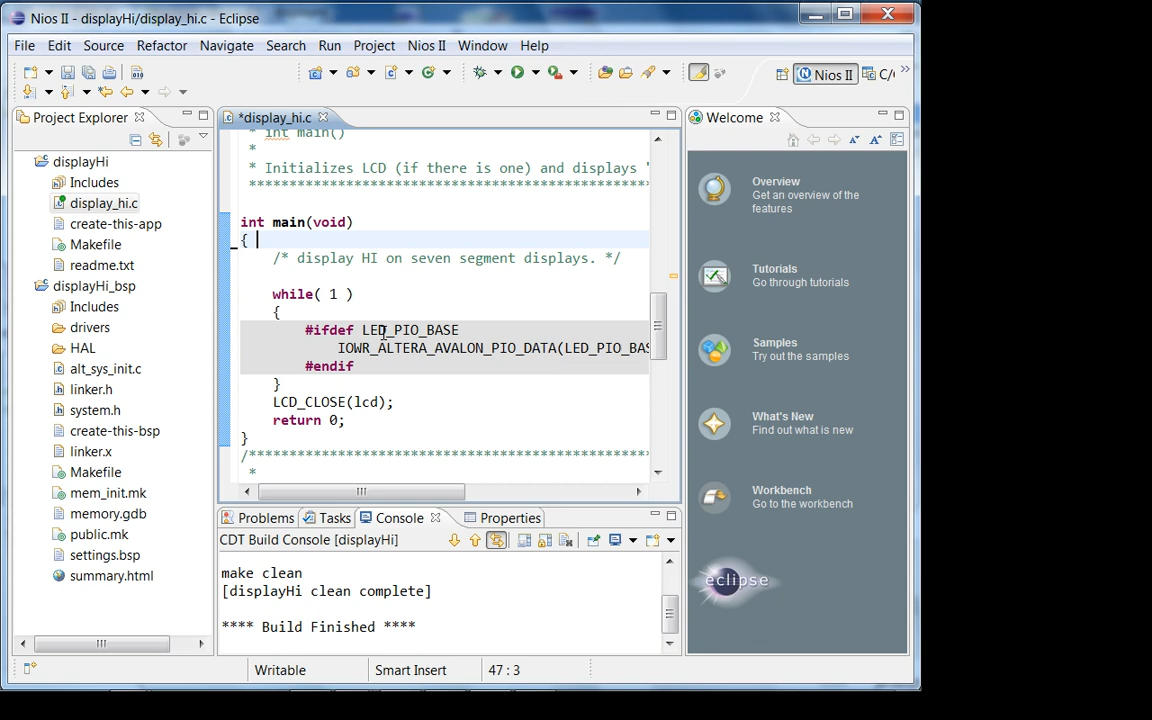 Nios II - displayHi/display_hi.c - Eclipse
File Edit Source Refactor Navigate Search Run Project Nios II Window Help
Nios II C/ »
Project Explorer
displayHi
Includes
display_hi.c
create-this-app
Makefile
readme.txt
displayHi_bsp
Includes
drivers
HAL
alt_sys_init.c
linker.h
system.h
create-this-bsp
linker.x
Makefile
mem_init.mk
memory.gdb
public.mk
settings.bsp
summary.html
*display_hi.c
* int main()
*
* Initializes LCD (if there is one) and displays "
***************************************************
int main(void)
{
/* display HI on seven segment displays. */
while( 1 )
{
#ifdef LED_PIO_BASE
IOWR_ALTERA_AVALON_PIO_DATA(LED_PIO_BAS
#endif
}
LCD_CLOSE(lcd);
return 0;
}
/**************************************************
*
Problems Tasks Console Properties
CDT Build Console [displayHi]
make clean
[displayHi clean complete]
**** Build Finished ****
Welcome
Overview
Get an overview of the
features
Tutorials
Go through tutorials
Samples
Try out the samples
What's New
Find out what is new
Workbench
Go to the workbench
eclipse
Writable Smart Insert 47 : 3